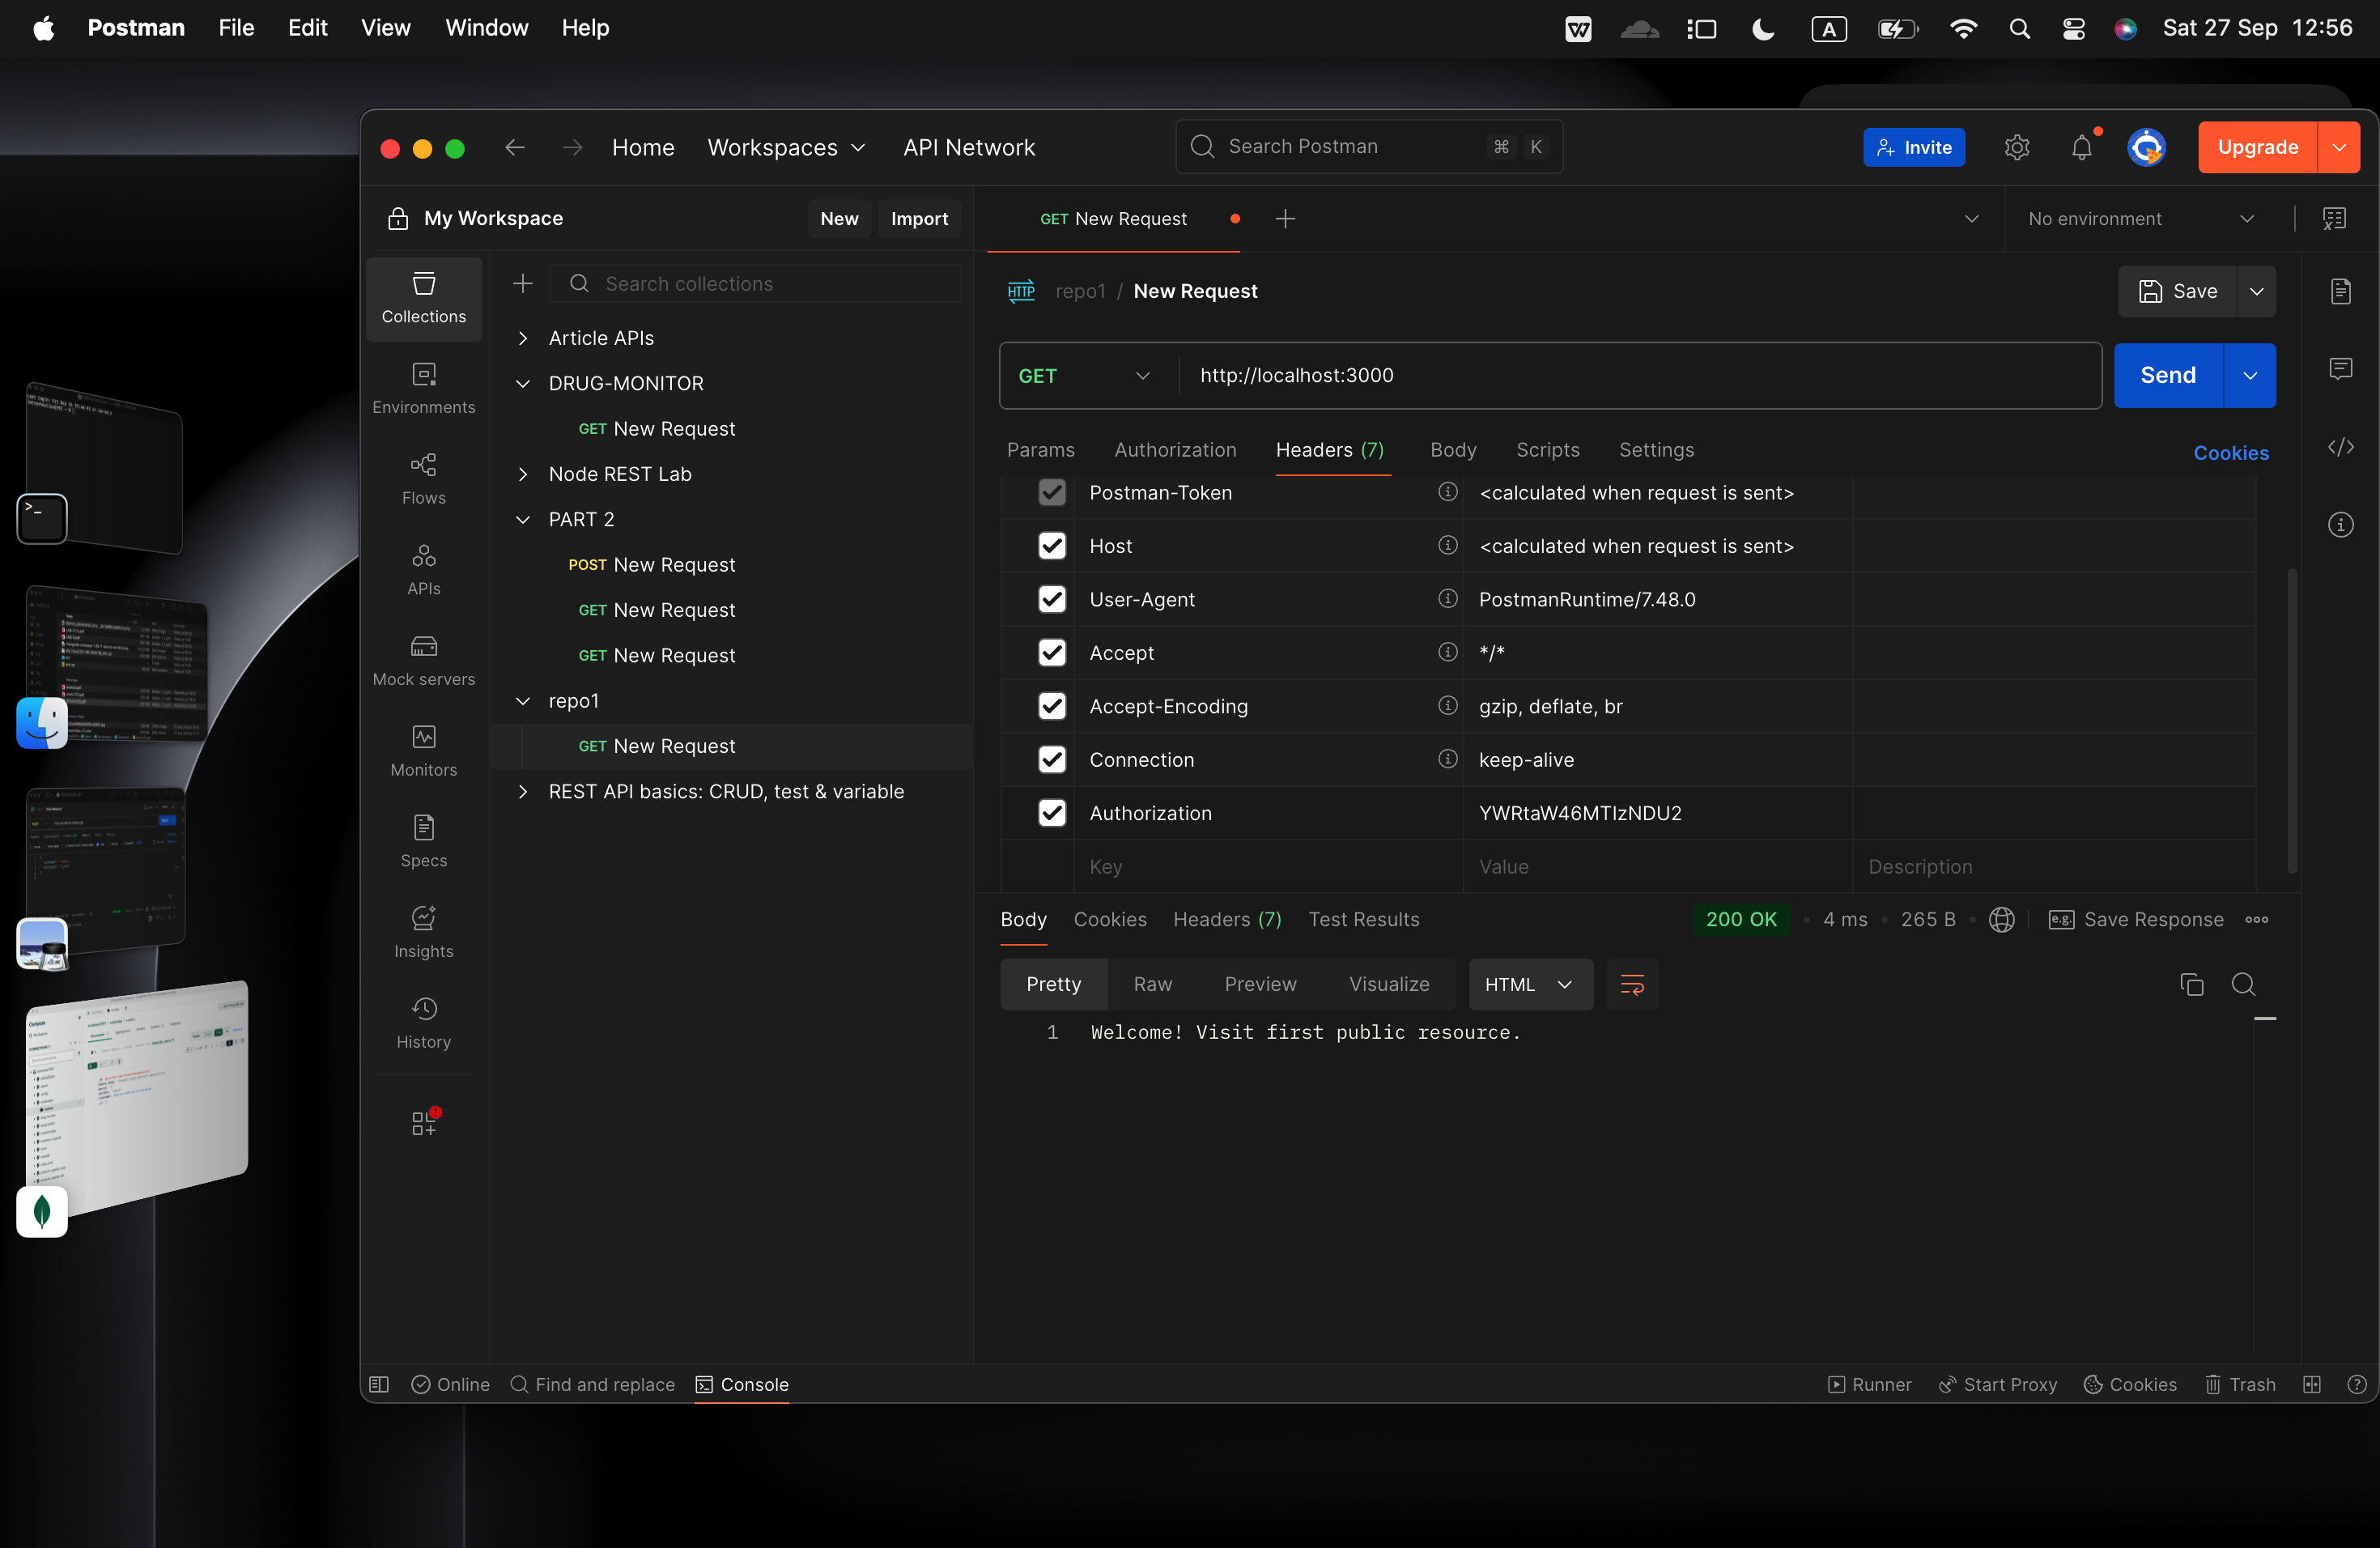 Postman File Edit View Window Help
A
Sat 27 Sep 12:56
Home Workspaces API Network
Search Postman ⌘ K
Invite
Upgrade
My Workspace
New Import
GET New Request
No environment
Collections
Environments
Flows
APIs
Mock servers
Monitors
Specs
Insights
History
Search collections
Article APIs
DRUG-MONITOR
GET New Request
Node REST Lab
PART 2
POST New Request
GET New Request
GET New Request
repo1
GET New Request
REST API basics: CRUD, test & variable
HTTP repo1 / New Request
Save
GET http://localhost:3000
Send
Params Authorization Headers (7) Body Scripts Settings
Cookies
Postman-Token <calculated when request is sent>
Host <calculated when request is sent>
User-Agent PostmanRuntime/7.48.0
Accept */*
Accept-Encoding gzip, deflate, br
Connection keep-alive
Authorization YWRtaW46MTIzNDU2
Key Value Description
Body Cookies Headers (7) Test Results
200 OK • 4 ms • 265 B
e.g. Save Response
Pretty Raw Preview Visualize HTML
1 Welcome! Visit first public resource.
Online Find and replace Console
Runner Start Proxy Cookies Trash